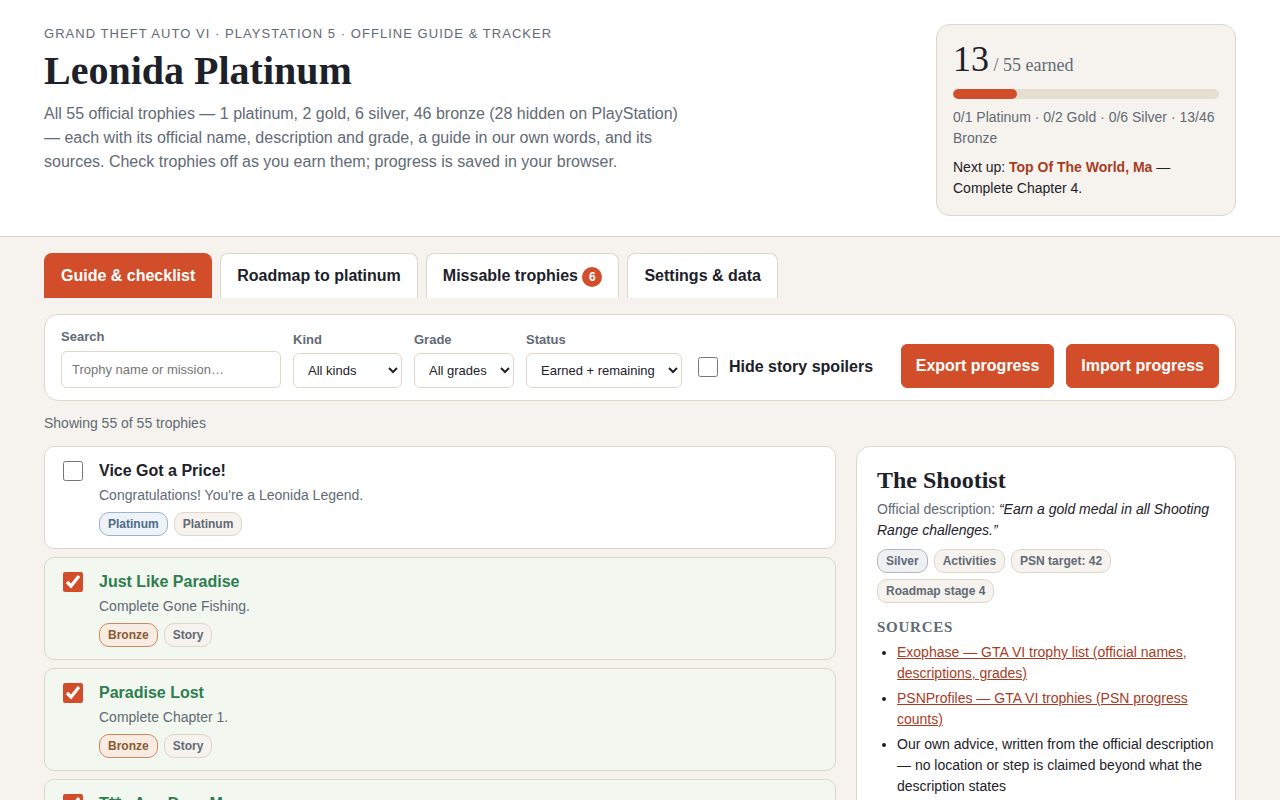 GRAND THEFT AUTO VI · PLAYSTATION 5 · OFFLINE GUIDE & TRACKER
Leonida Platinum
All 55 official trophies — 1 platinum, 2 gold, 6 silver, 46 bronze (28 hidden on PlayStation)
— each with its official name, description and grade, a guide in our own words, and its
sources. Check trophies off as you earn them; progress is saved in your browser.
13 / 55 earned
0/1 Platinum · 0/2 Gold · 0/6 Silver · 13/46
Bronze
Next up: Top Of The World, Ma —
Complete Chapter 4.
Guide & checklist
Roadmap to platinum
Missable trophies 6
Settings & data
Search
Trophy name or mission…
Kind
All kinds
Grade
All grades
Status
Earned + remaining
Hide story spoilers
Export progress
Import progress
Showing 55 of 55 trophies
Vice Got a Price!
Congratulations! You're a Leonida Legend.
Platinum
Platinum
Just Like Paradise
Complete Gone Fishing.
Bronze
Story
Paradise Lost
Complete Chapter 1.
Bronze
Story
The Shootist
Official description: “Earn a gold medal in all Shooting
Range challenges.”
Silver
Activities
PSN target: 42
Roadmap stage 4
SOURCES
Exophase — GTA VI trophy list (official names,
descriptions, grades)
PSNProfiles — GTA VI trophies (PSN progress
counts)
Our own advice, written from the official description
— no location or step is claimed beyond what the
description states